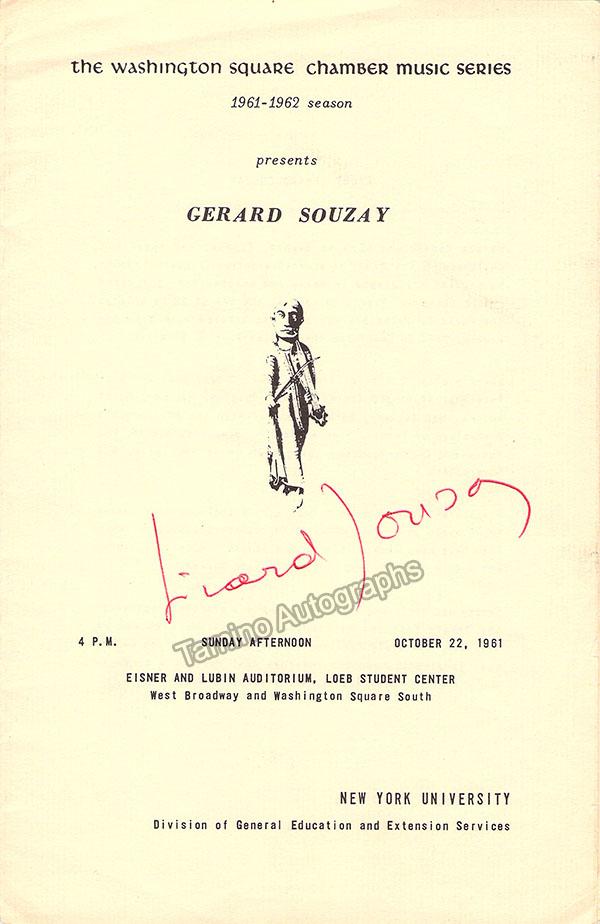 the washington square chamber music series
1961-1962 season
presents
GERARD SOUZAY
Gérard Souzay
Tamino Autographs
4 P.M. SUNDAY AFTERNOON OCTOBER 22, 1961
EISNER AND LUBIN AUDITORIUM, LOEB STUDENT CENTER
West Broadway and Washington Square South
NEW YORK UNIVERSITY
Division of General Education and Extension Services